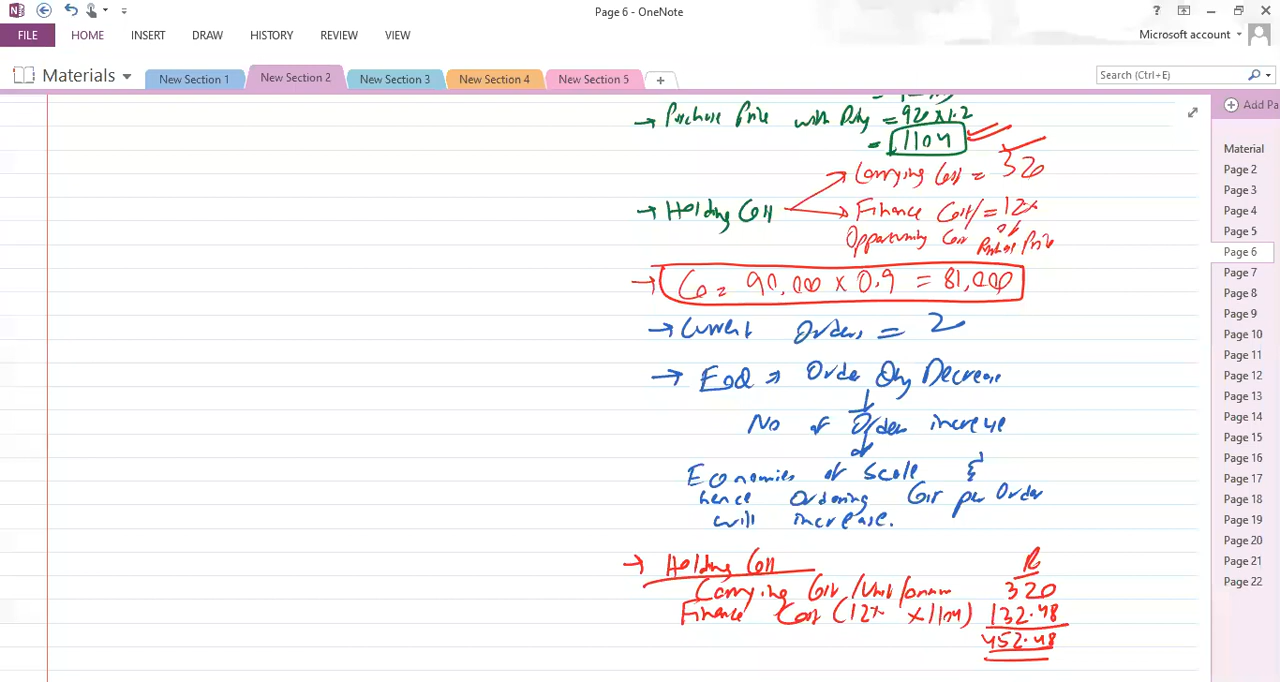 Page 6 - OneNote
?
FILE HOME INSERT DRAW HISTORY REVIEW VIEW
Microsoft account
Materials
New Section 1 New Section 2 New Section 3 New Section 4 New Section 5 +
Search (Ctrl+E)
Add Pa
Material
Page 2
Page 3
Page 4
Page 5
Page 6
Page 7
Page 8
Page 9
Page 10
Page 11
Page 12
Page 13
Page 14
Page 15
Page 16
Page 17
Page 18
Page 19
Page 20
Page 21
Page 22
→ Purchase Price with Duty = 920 x 1.2
= 1104
→ Holding Cost
Carrying Cost = 320
Finance Cost/ = 12%
Opportunity Cost of Purchase Price
→ Co = 90,000 x 0.9 = 81,000
→ Current Orders = 2
→ EOQ ⇒ Order Qty Decrease
No of Orders increase
Economies of Scale &
hence Ordering Cost per Order
will increase.
→ Holding Cost R
Carrying Cost /Unit/annum 320
Finance Cost (12% x 1104) 132.48
452.48